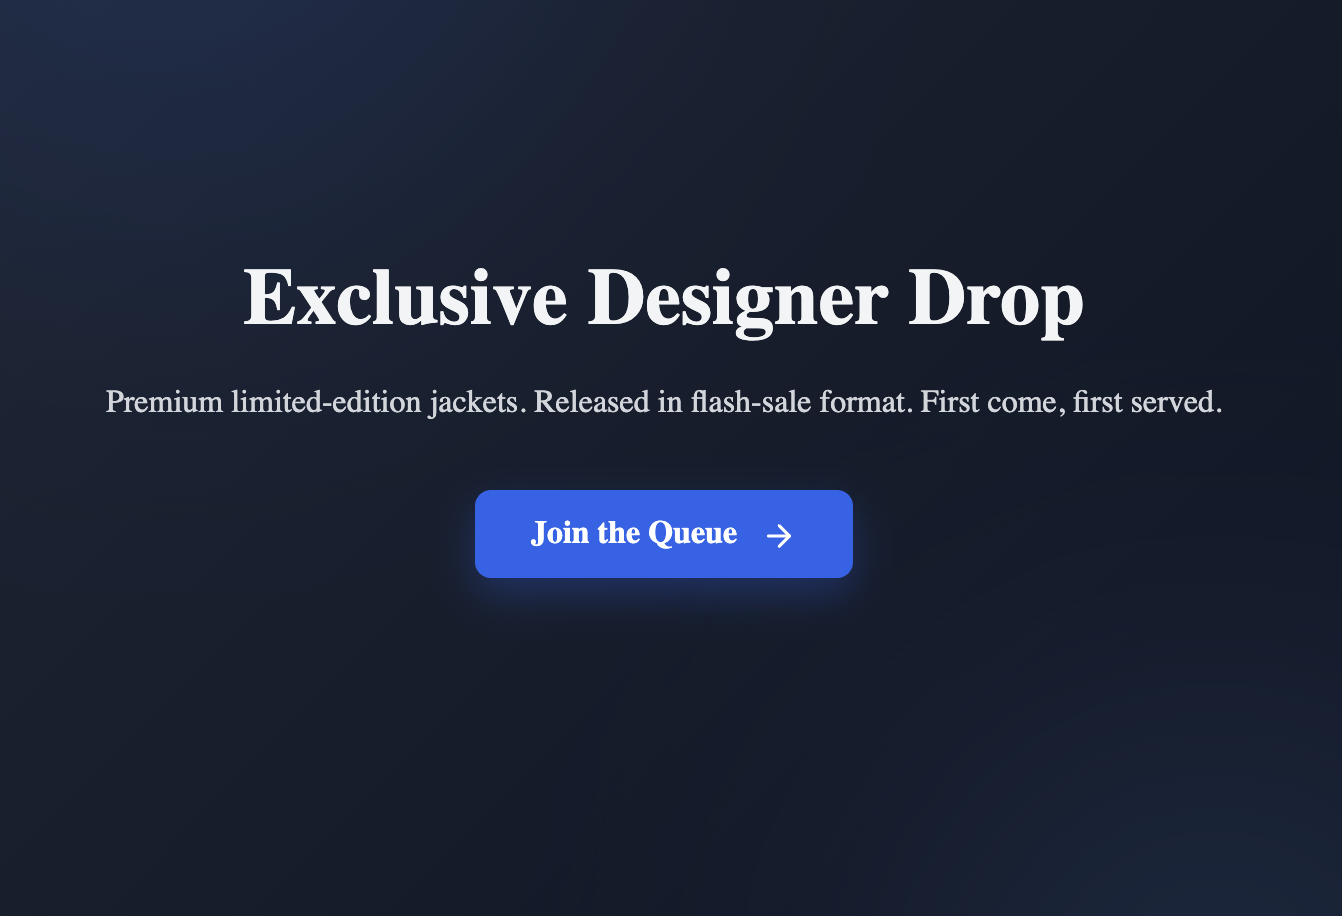 Exclusive Designer Drop
Premium limited-edition jackets. Released in flash-sale format. First come, first served.
Join the Queue →